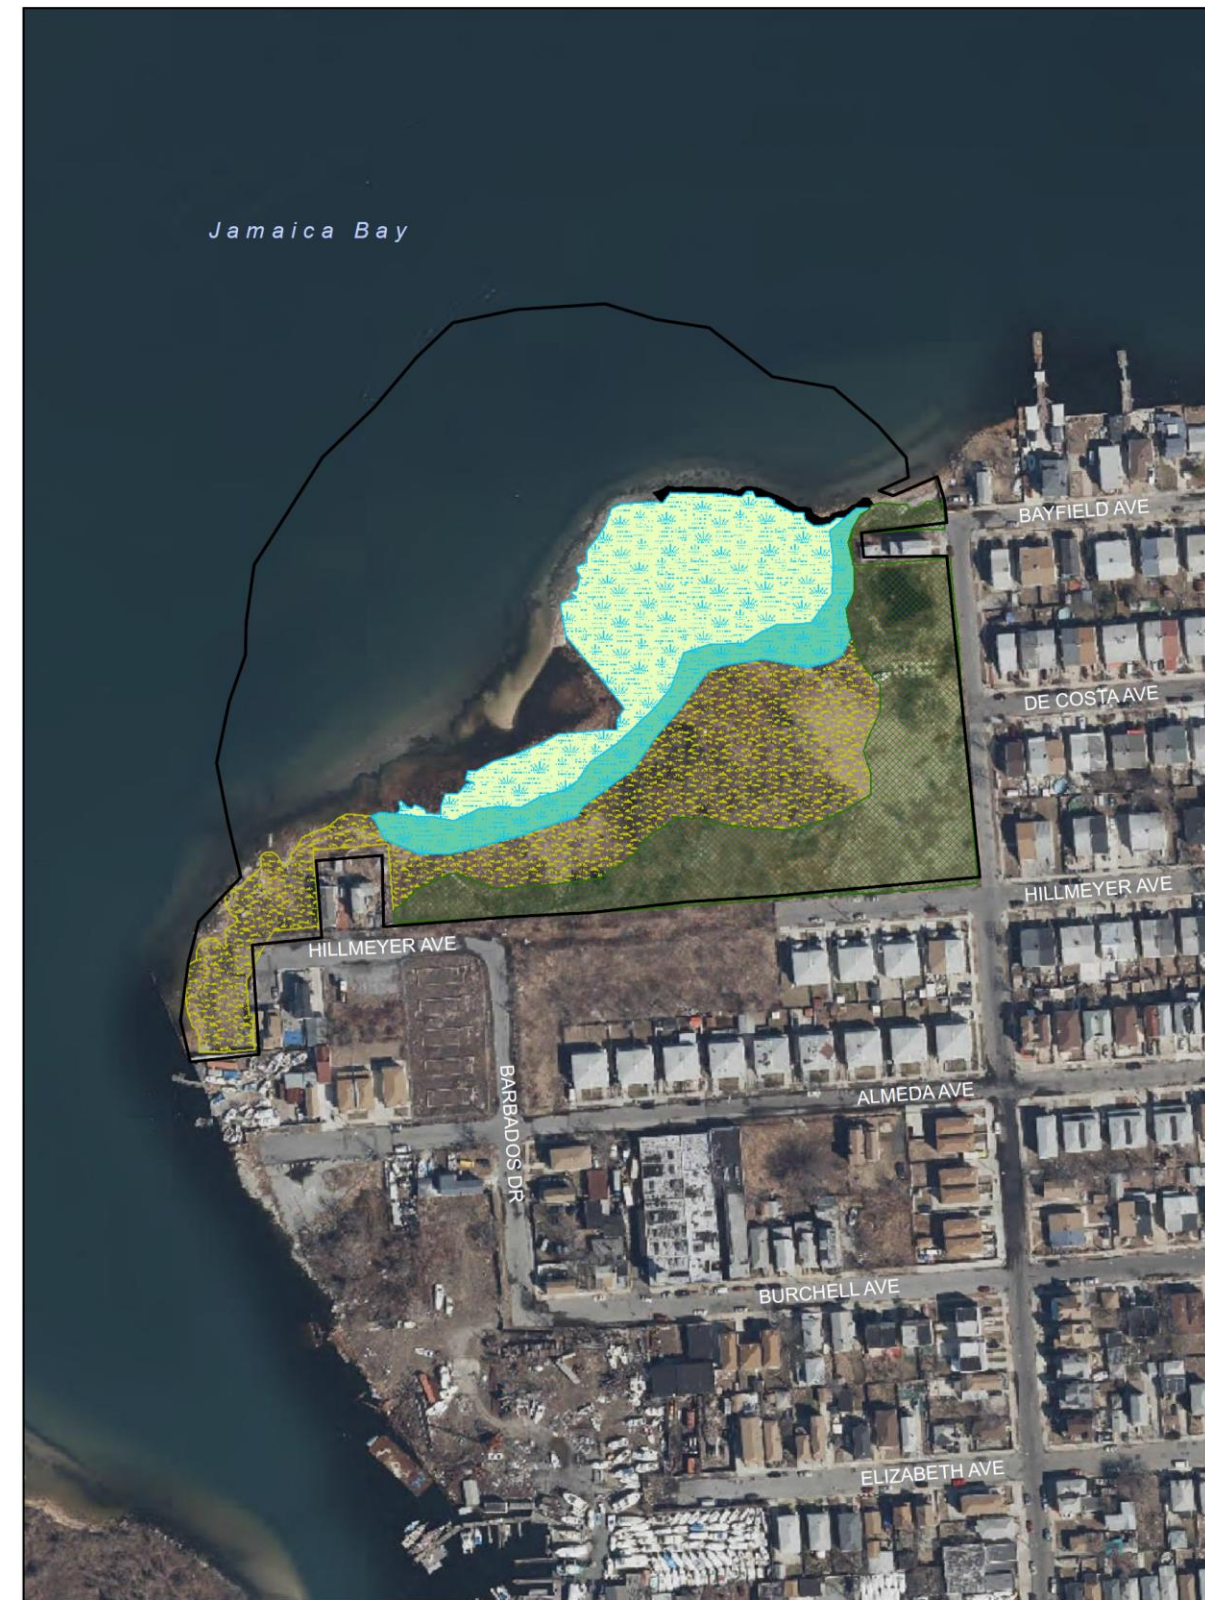 Jamaica Bay
BAYFIELD AVE
DE COSTA AVE
HILLMEYER AVE
HILLMEYER AVE
BARBADOS DR
ALMEDA AVE
BURCHELL AVE
ELIZABETH AVE